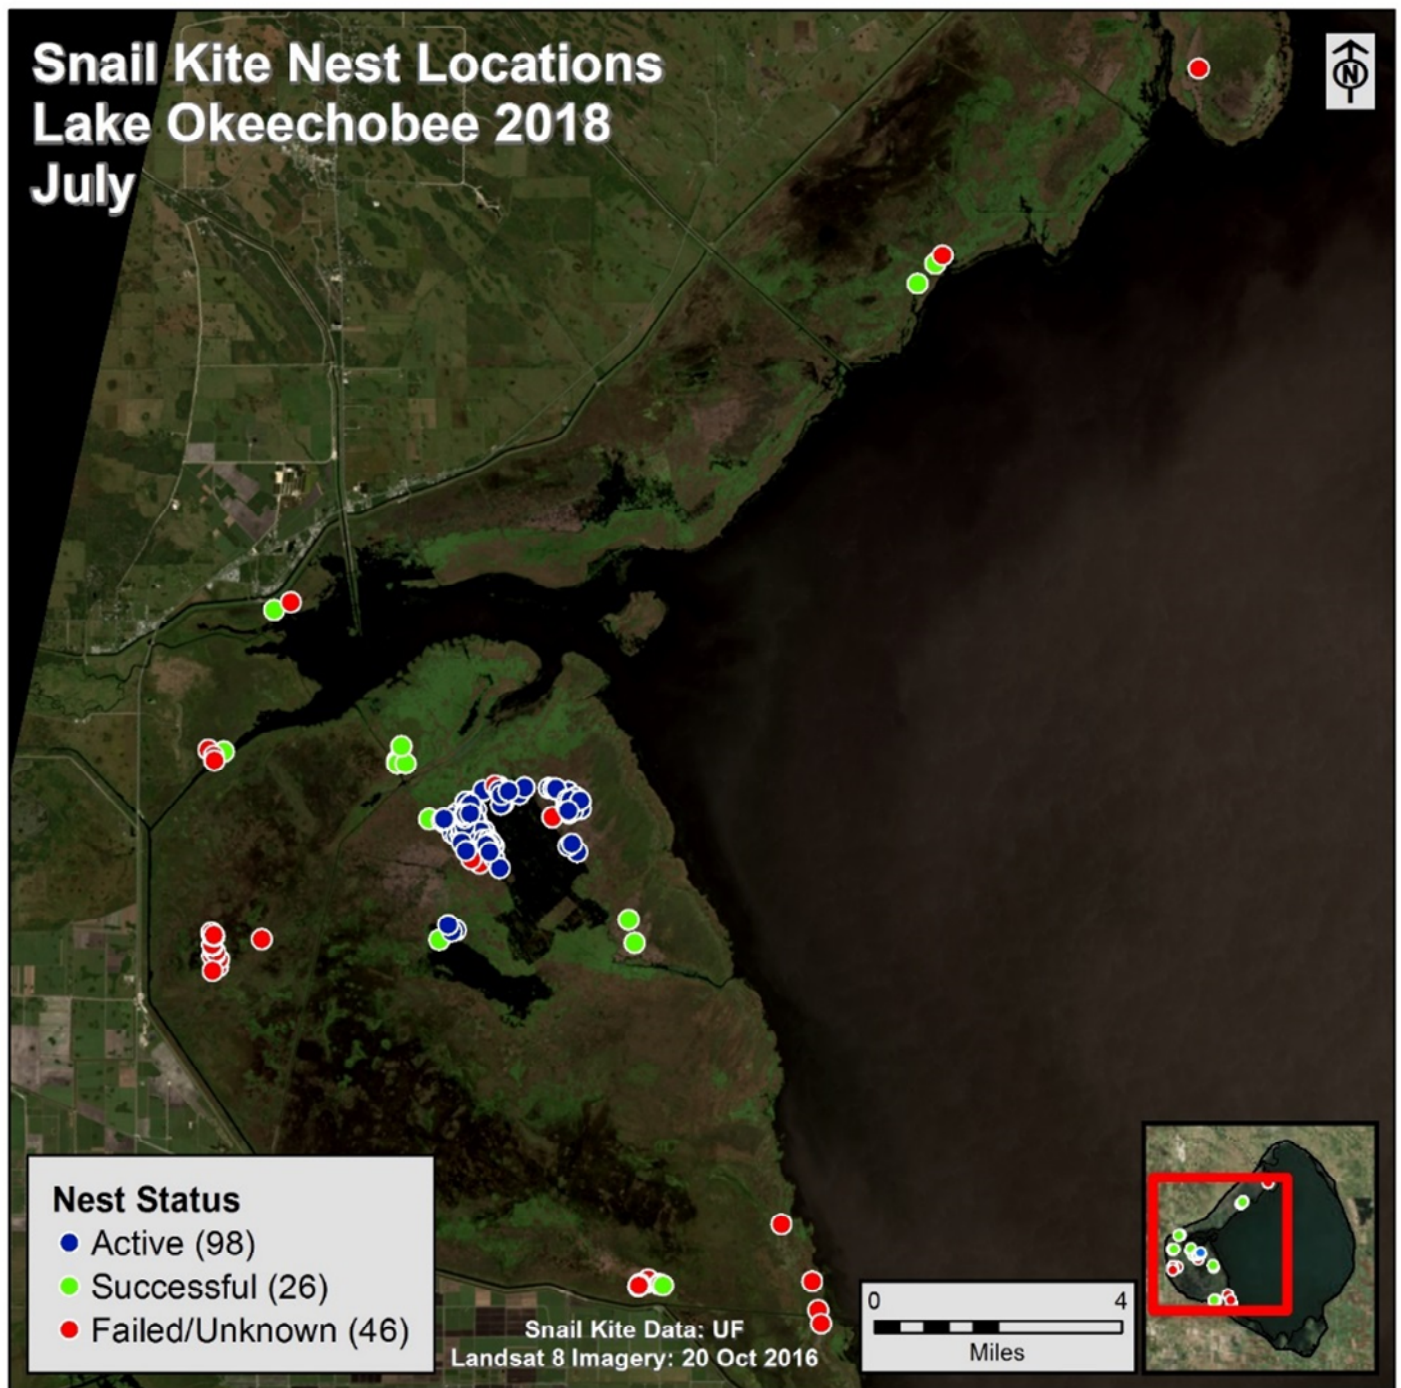 Snail Kite Nest Locations
Lake Okeechobee 2018
July
N
Nest Status
Active (98)
Successful (26)
Failed/Unknown (46)
Snail Kite Data: UF
Landsat 8 Imagery: 20 Oct 2016
0 4
Miles